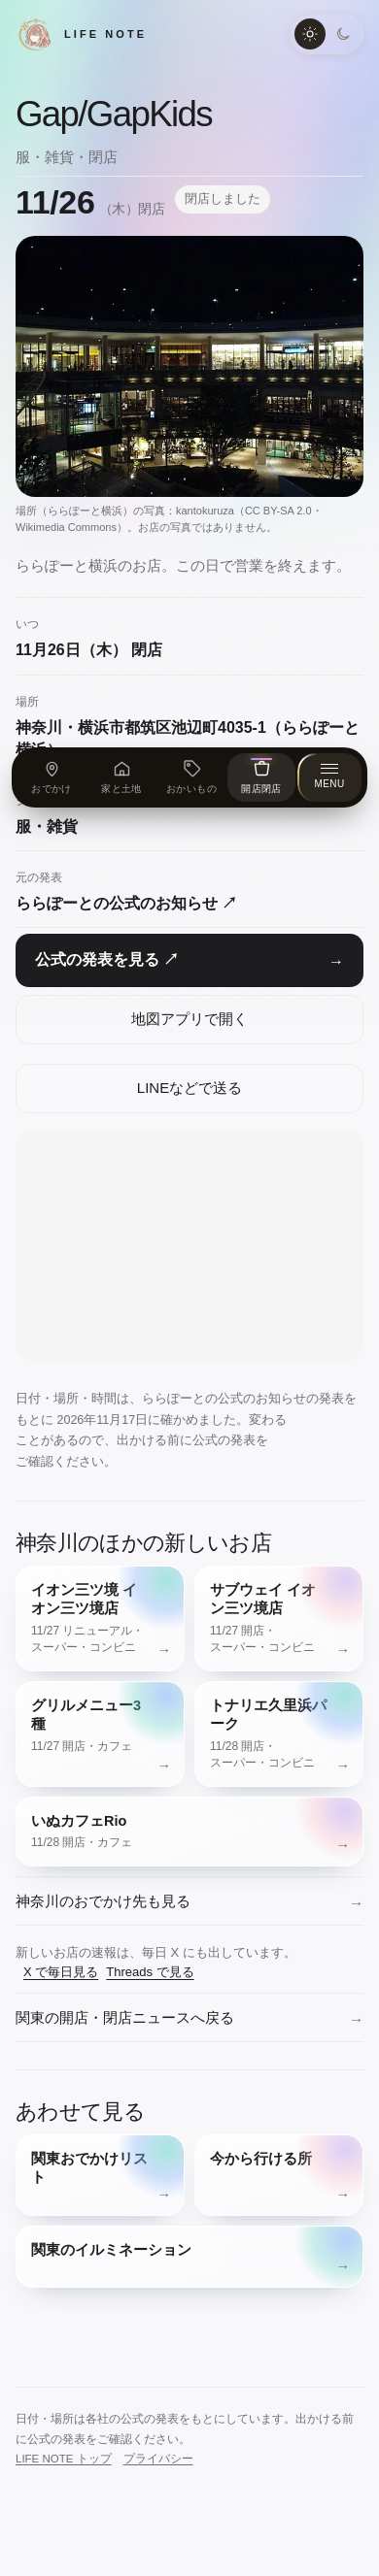 LIFE NOTE
Gap/GapKids
服・雑貨・閉店
11/26 （木）閉店 閉店しました
場所（ららぽーと横浜）の写真：kantokuruza（CC BY-SA 2.0・
Wikimedia Commons）。お店の写真ではありません。
ららぽーと横浜のお店。この日で営業を終えます。
いつ
11月26日（木） 閉店
場所
神奈川・横浜市都筑区池辺町4035-1（ららぽーと
おでかけ 家と土地 おかいもの 開店閉店 MENU
服・雑貨
元の発表
ららぽーとの公式のお知らせ ↗
公式の発表を見る ↗ →
地図アプリで開く
LINEなどで送る
日付・場所・時間は、ららぽーとの公式のお知らせの発表を
もとに 2026年11月17日に確かめました。変わる
ことがあるので、出かける前に公式の発表を
ご確認ください。
神奈川のほかの新しいお店
イオン三ツ境 イ
オン三ツ境店
11/27 リニューアル・
スーパー・コンビニ →
サブウェイ イオ
ン三ツ境店
11/27 開店・
スーパー・コンビニ →
グリルメニュー3
種
11/27 開店・カフェ →
トナリエ久里浜パ
ーク
11/28 開店・
スーパー・コンビニ →
いぬカフェRio
11/28 開店・カフェ →
神奈川のおでかけ先も見る →
新しいお店の速報は、毎日 X にも出しています。
X で毎日見る Threads で見る
関東の開店・閉店ニュースへ戻る →
あわせて見る
関東おでかけリス
ト →
今から行ける所 →
関東のイルミネーション →
日付・場所は各社の公式の発表をもとにしています。出かける前
に公式の発表をご確認ください。
LIFE NOTE トップ プライバシー